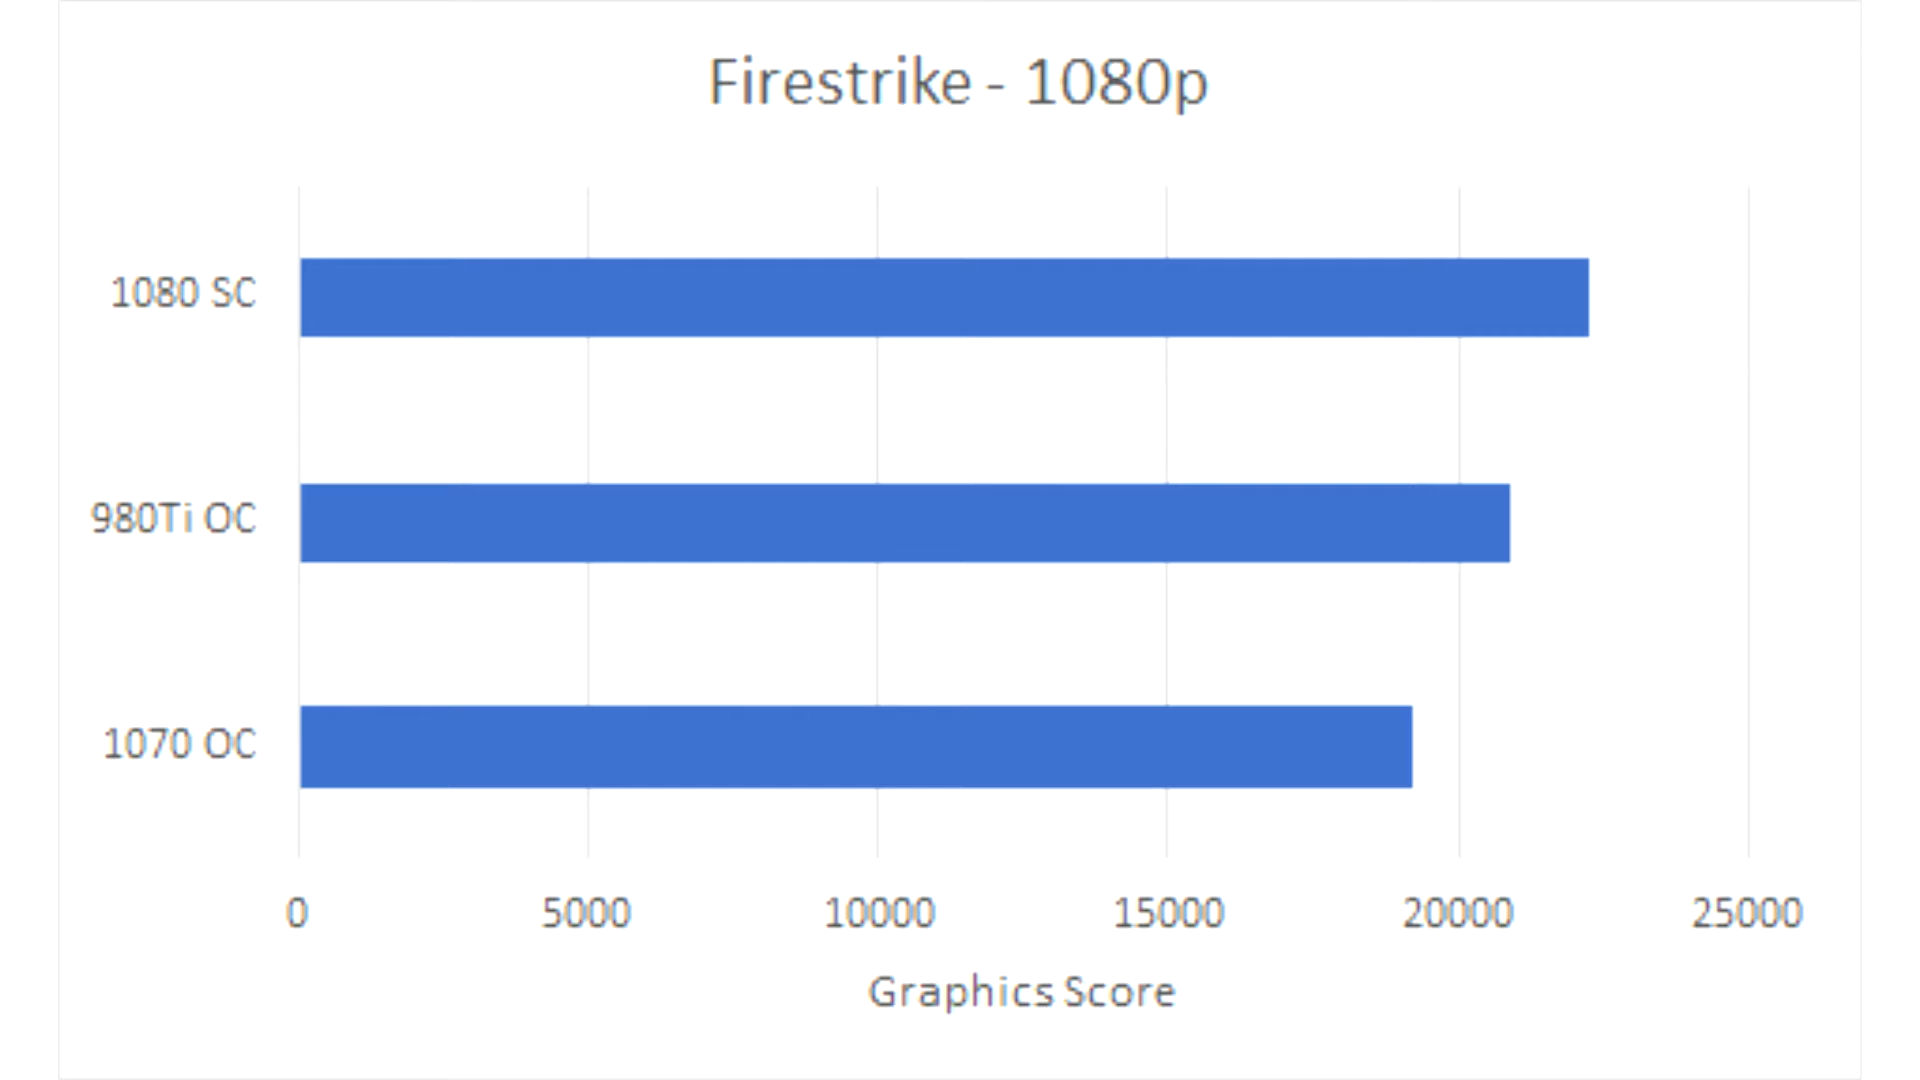 Firestrike - 1080p
1080 SC
980Ti OC
1070 OC
0 5000 10000 15000 20000 25000
Graphics Score